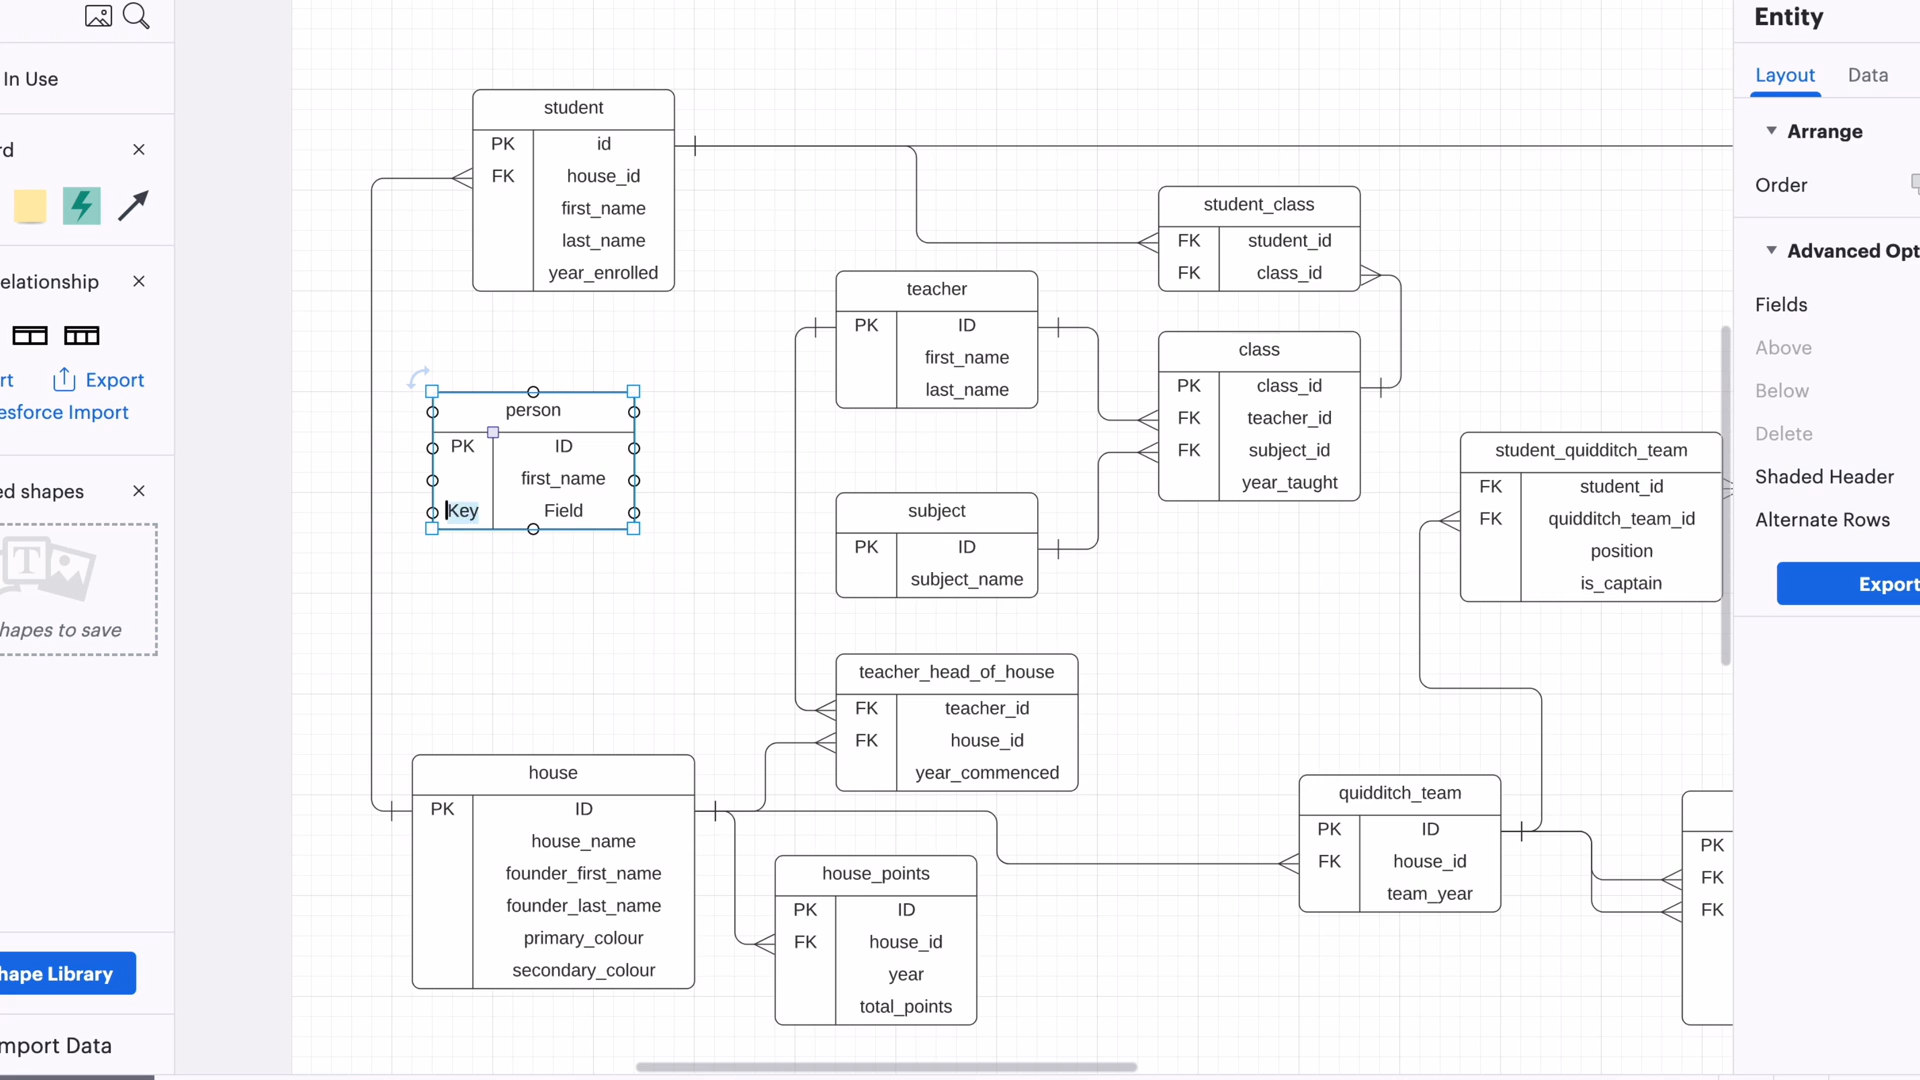 In Use
rd
elationship
rt
Export
esforce Import
ed shapes
T
hapes to save
hape Library
mport Data
student
PK id
FK house_id
first_name
last_name
year_enrolled
person
PK ID
first_name
Key Field
teacher
PK ID
first_name
last_name
subject
PK ID
subject_name
student_class
FK student_id
FK class_id
class
PK class_id
FK teacher_id
FK subject_id
year_taught
student_quidditch_team
FK student_id
FK quidditch_team_id
position
is_captain
teacher_head_of_house
FK teacher_id
FK house_id
year_commenced
house
PK ID
house_name
founder_first_name
founder_last_name
primary_colour
secondary_colour
house_points
PK ID
FK house_id
year
total_points
quidditch_team
PK ID
FK house_id
team_year
PK
FK
FK
Entity
Layout Data
Arrange
Order
Advanced Opt
Fields
Above
Below
Delete
Shaded Header
Alternate Rows
Export